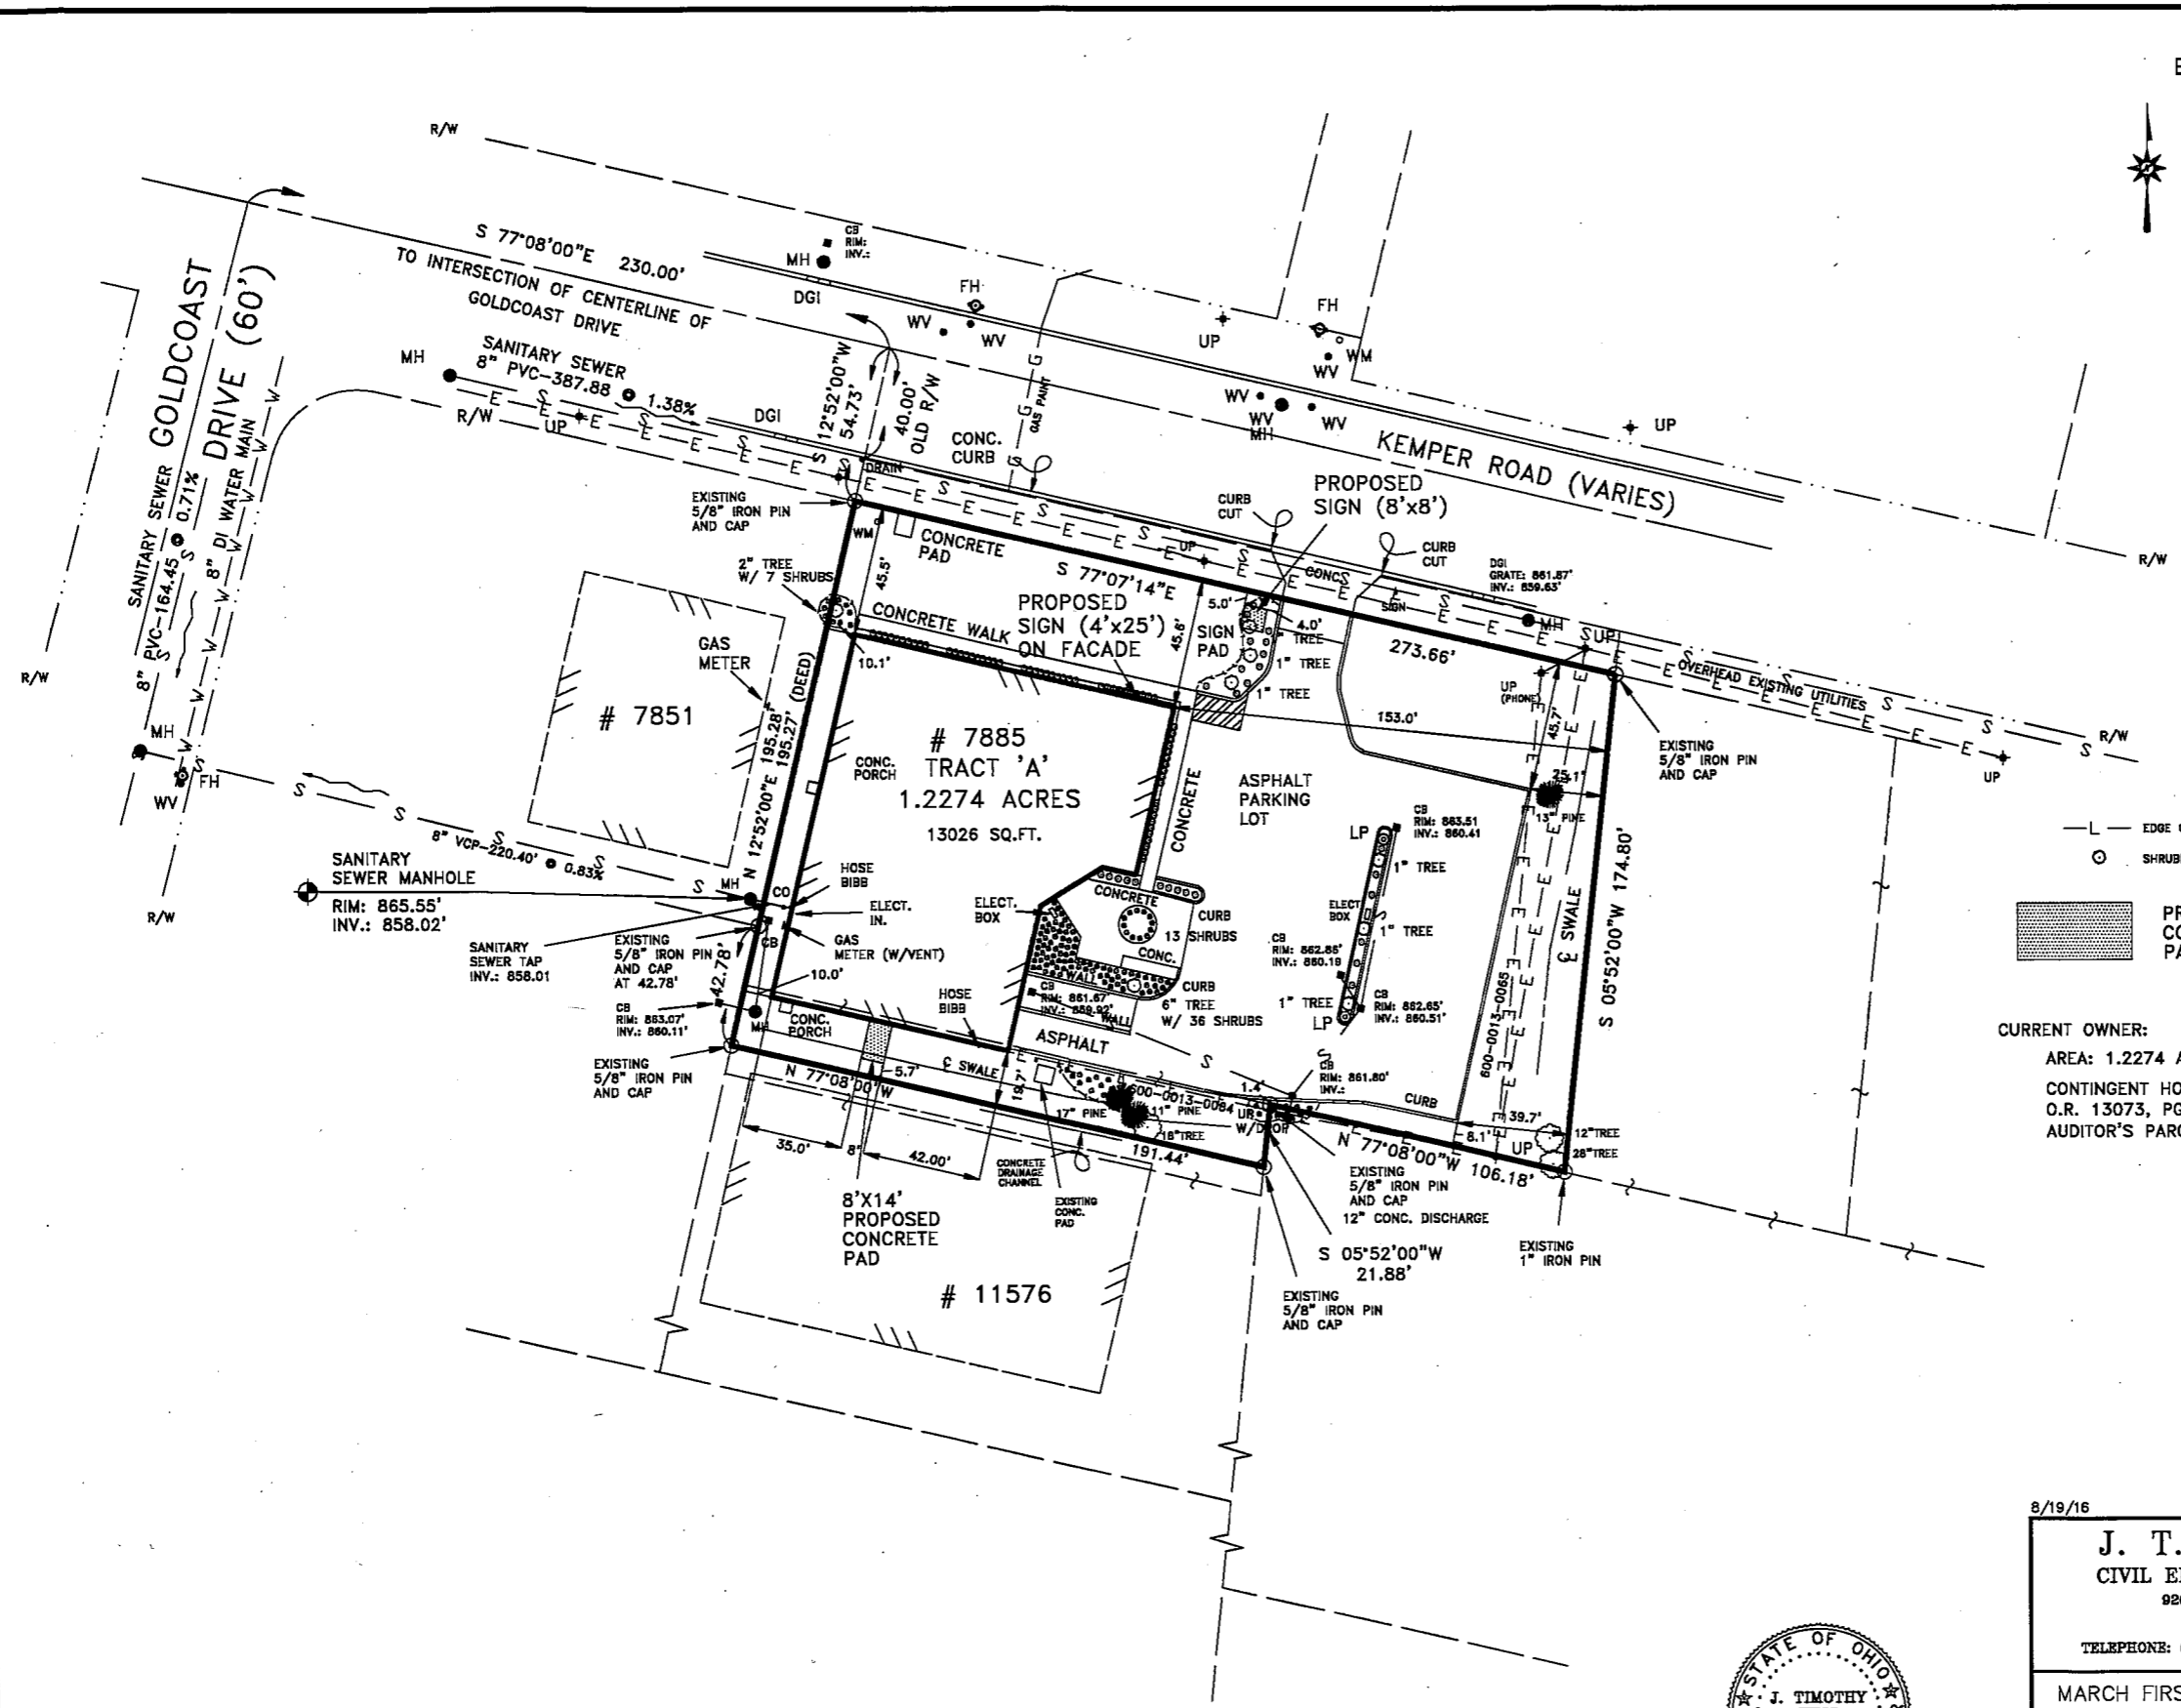 R/W
S 77°08'00"E 230.00'
TO INTERSECTION OF CENTERLINE OF
GOLDCOAST DRIVE
CB
RIM:
INV.:
MH
DGI
FH
WV
WV
UP
FH
WM
WV
WV
WV
MH
WV
UP
KEMPER ROAD (VARIES)
R/W
GOLDCOAST
DRIVE (60')
SANITARY SEWER
8" PVC-164.45 @ 0.71%
8" DI WATER MAIN
R/W
MH
FH
WV
R/W
MH
SANITARY SEWER
8" PVC-387.88 @ 1.38%
R/W
UP
DGI
S 12°52'00"W
54.73'
40.00'
OLD R/W
CONC.
CURB
GAS PAINT
DRAIN
EXISTING
5/8" IRON PIN
AND CAP
WM
CONCRETE
PAD
45.5'
S 77°07'14"E
273.66'
UP
CURB
CUT
PROPOSED
SIGN (8'x8')
CURB
CUT
CONC
SIGN
DGI
GRATE: 861.87'
INV.: 859.63'
MH
UP
OVERHEAD EXISTING UTILITIES
R/W
UP
2" TREE
W/ 7 SHRUBS
CONCRETE WALK
PROPOSED
SIGN (4'x25')
ON FACADE
45.6'
5.0'
SIGN
PAD
4.0'
TREE
1" TREE
1" TREE
GAS
METER
10.1'
# 7851
N 12°52'00"E 195.28'
195.27' (DEED)
CONC.
PORCH
# 7885
TRACT 'A'
1.2274 ACRES
13026 SQ.FT.
CONCRETE
ASPHALT
PARKING
LOT
153.0'
UP
(PHONE)
45.7'
25.1'
13" PINE
EXISTING
5/8" IRON PIN
AND CAP
S 05°52'00"W 174.80'
℄ SWALE
600-0013-0065
LP
CB
RIM: 863.51
INV.: 860.41
1" TREE
ELECT
BOX
1" TREE
CB
RIM: 862.85'
INV.: 860.19
1" TREE
LP
CB
RIM: 862.65'
INV.: 860.51'
8" VCP-220.40' @ 0.83%
SANITARY
SEWER MANHOLE
RIM: 865.55'
INV.: 858.02'
MH
CO
HOSE
BIBB
ELECT.
IN.
GAS
METER (W/VENT)
SANITARY
SEWER TAP
INV.: 858.01
EXISTING
5/8" IRON PIN
AND CAP
AT 42.78'
CB
42.78'
CB
RIM: 863.07'
INV.: 860.11'
MH
10.0'
CONC.
PORCH
EXISTING
5/8" IRON PIN
AND CAP
ELECT.
BOX
CONCRETE
CURB
13 SHRUBS
CONC.
WALL
CURB
6" TREE
W/ 36 SHRUBS
CB
RIM: 861.67'
INV.: 859.92'
WALL
HOSE
BIBB
ASPHALT
℄ SWALE
N 77°08'00"W
191.44'
5.7'
19.7'
35.0'
8'
42.00'
8'X14'
PROPOSED
CONCRETE
PAD
CONCRETE
DRAINAGE
CHANNEL
EXISTING
CONC.
PAD
17" PINE
11" PINE
18"TREE
600-0013-0084
1.4'
W/DROP
CB
RIM: 861.80'
INV.:
CURB
N 77°08'00"W 106.18'
8.1'
39.7'
UP
12"TREE
28"TREE
EXISTING
5/8" IRON PIN
AND CAP
12" CONC. DISCHARGE
S 05°52'00"W
21.88'
EXISTING
5/8" IRON PIN
AND CAP
EXISTING
1" IRON PIN
# 11576
L EDGE
CURRENT OWNER:
AREA: 1.2274
CONTINGENT
O.R. 13073,
AUDITOR'S
8/19/16
J. T.
CIVIL
TELEPHONE:
MARCH
STATE OF OHIO
J. TIMOTHY